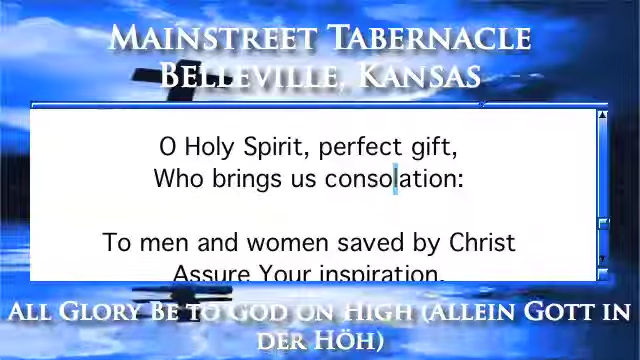 Mainstreet Tabernacle
Belleville, Kansas
O Holy Spirit, perfect gift,
Who brings us consolation:
To men and women saved by Christ
Assure Your inspiration.
All Glory Be to God on High (Allein Gott in
der Höh)